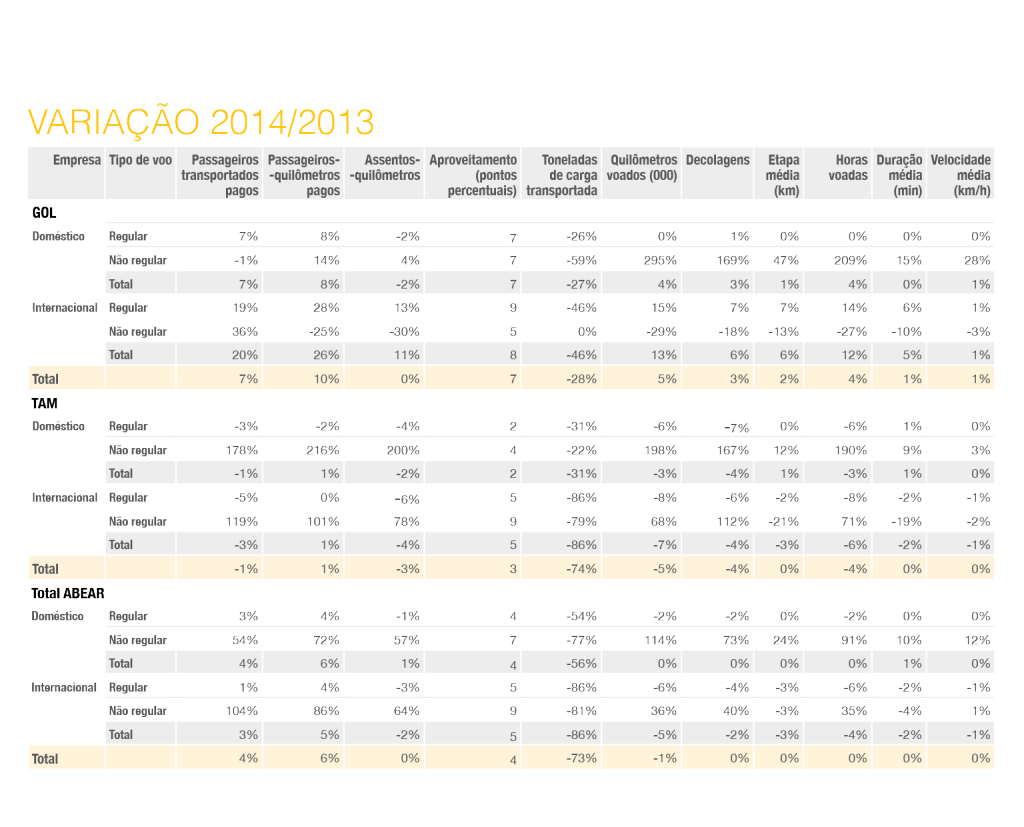 VARIAÇÃO 2014/2013
Empresa Tipo de voo Passageiros Passageiros- Assentos- Aproveitamento Toneladas Quilômetros Decolagens Etapa Horas Duração Velocidade
transportados -quilômetros -quilômetros (pontos de carga voados (000) média voadas média média
pagos pagos percentuais) transportada (km) (min) (km/h)
GOL
Doméstico Regular 7% 8% -2% 7 -26% 0% 1% 0% 0% 0% 0%
Não regular -1% 14% 4% 7 -59% 295% 169% 47% 209% 15% 28%
Total 7% 8% -2% 7 -27% 4% 3% 1% 4% 0% 1%
Internacional Regular 19% 28% 13% 9 -46% 15% 7% 7% 14% 6% 1%
Não regular 36% -25% -30% 5 0% -29% -18% -13% -27% -10% -3%
Total 20% 26% 11% 8 -46% 13% 6% 6% 12% 5% 1%
Total 7% 10% 0% 7 -28% 5% 3% 2% 4% 1% 1%
TAM
Doméstico Regular -3% -2% -4% 2 -31% -6% -7% 0% -6% 1% 0%
Não regular 178% 216% 200% 4 -22% 198% 167% 12% 190% 9% 3%
Total -1% 1% -2% 2 -31% -3% -4% 1% -3% 1% 0%
Internacional Regular -5% 0% -6% 5 -86% -8% -6% -2% -8% -2% -1%
Não regular 119% 101% 78% 9 -79% 68% 112% -21% 71% -19% -2%
Total -3% 1% -4% 5 -86% -7% -4% -3% -6% -2% -1%
Total -1% 1% -3% 3 -74% -5% -4% 0% -4% 0% 0%
Total ABEAR
Doméstico Regular 3% 4% -1% 4 -54% -2% -2% 0% -2% 0% 0%
Não regular 54% 72% 57% 7 -77% 114% 73% 24% 91% 10% 12%
Total 4% 6% 1% 4 -56% 0% 0% 0% 0% 1% 0%
Internacional Regular 1% 4% -3% 5 -86% -6% -4% -3% -6% -2% -1%
Não regular 104% 86% 64% 9 -81% 36% 40% -3% 35% -4% 1%
Total 3% 5% -2% 5 -86% -5% -2% -3% -4% -2% -1%
Total 4% 6% 0% 4 -73% -1% 0% 0% 0% 0% 0%